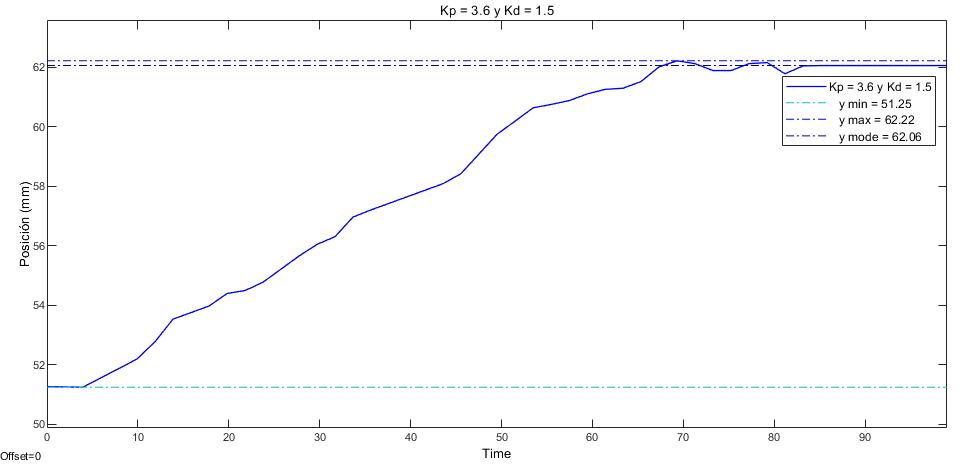 Kp = 3.6 y Kd = 1.5
Posición (mm)
62
60
58
56
54
52
50
Kp = 3.6 y Kd = 1.5
y min = 51.25
y max = 62.22
y mode = 62.06
0 10 20 30 40 50 60 70 80 90
Time
Offset=0